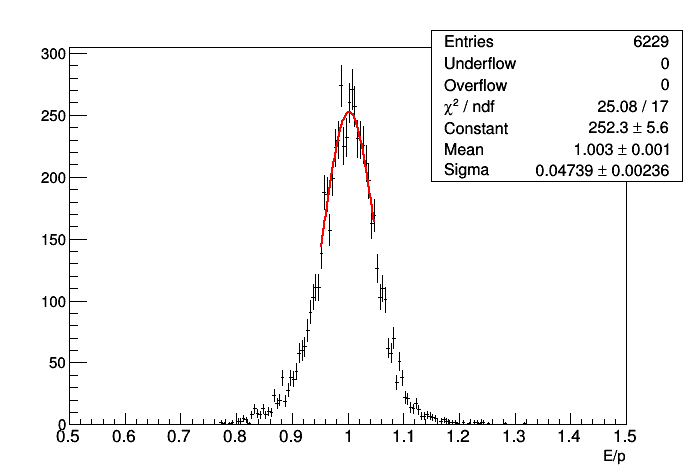 Entries 6229
Underflow 0
Overflow 0
χ² / ndf 25.08 / 17
Constant 252.3 ± 5.6
Mean 1.003 ± 0.001
Sigma 0.04739 ± 0.00236
300
250
200
150
100
50
0
0.5 0.6 0.7 0.8 0.9 1 1.1 1.2 1.3 1.4 1.5
E/p